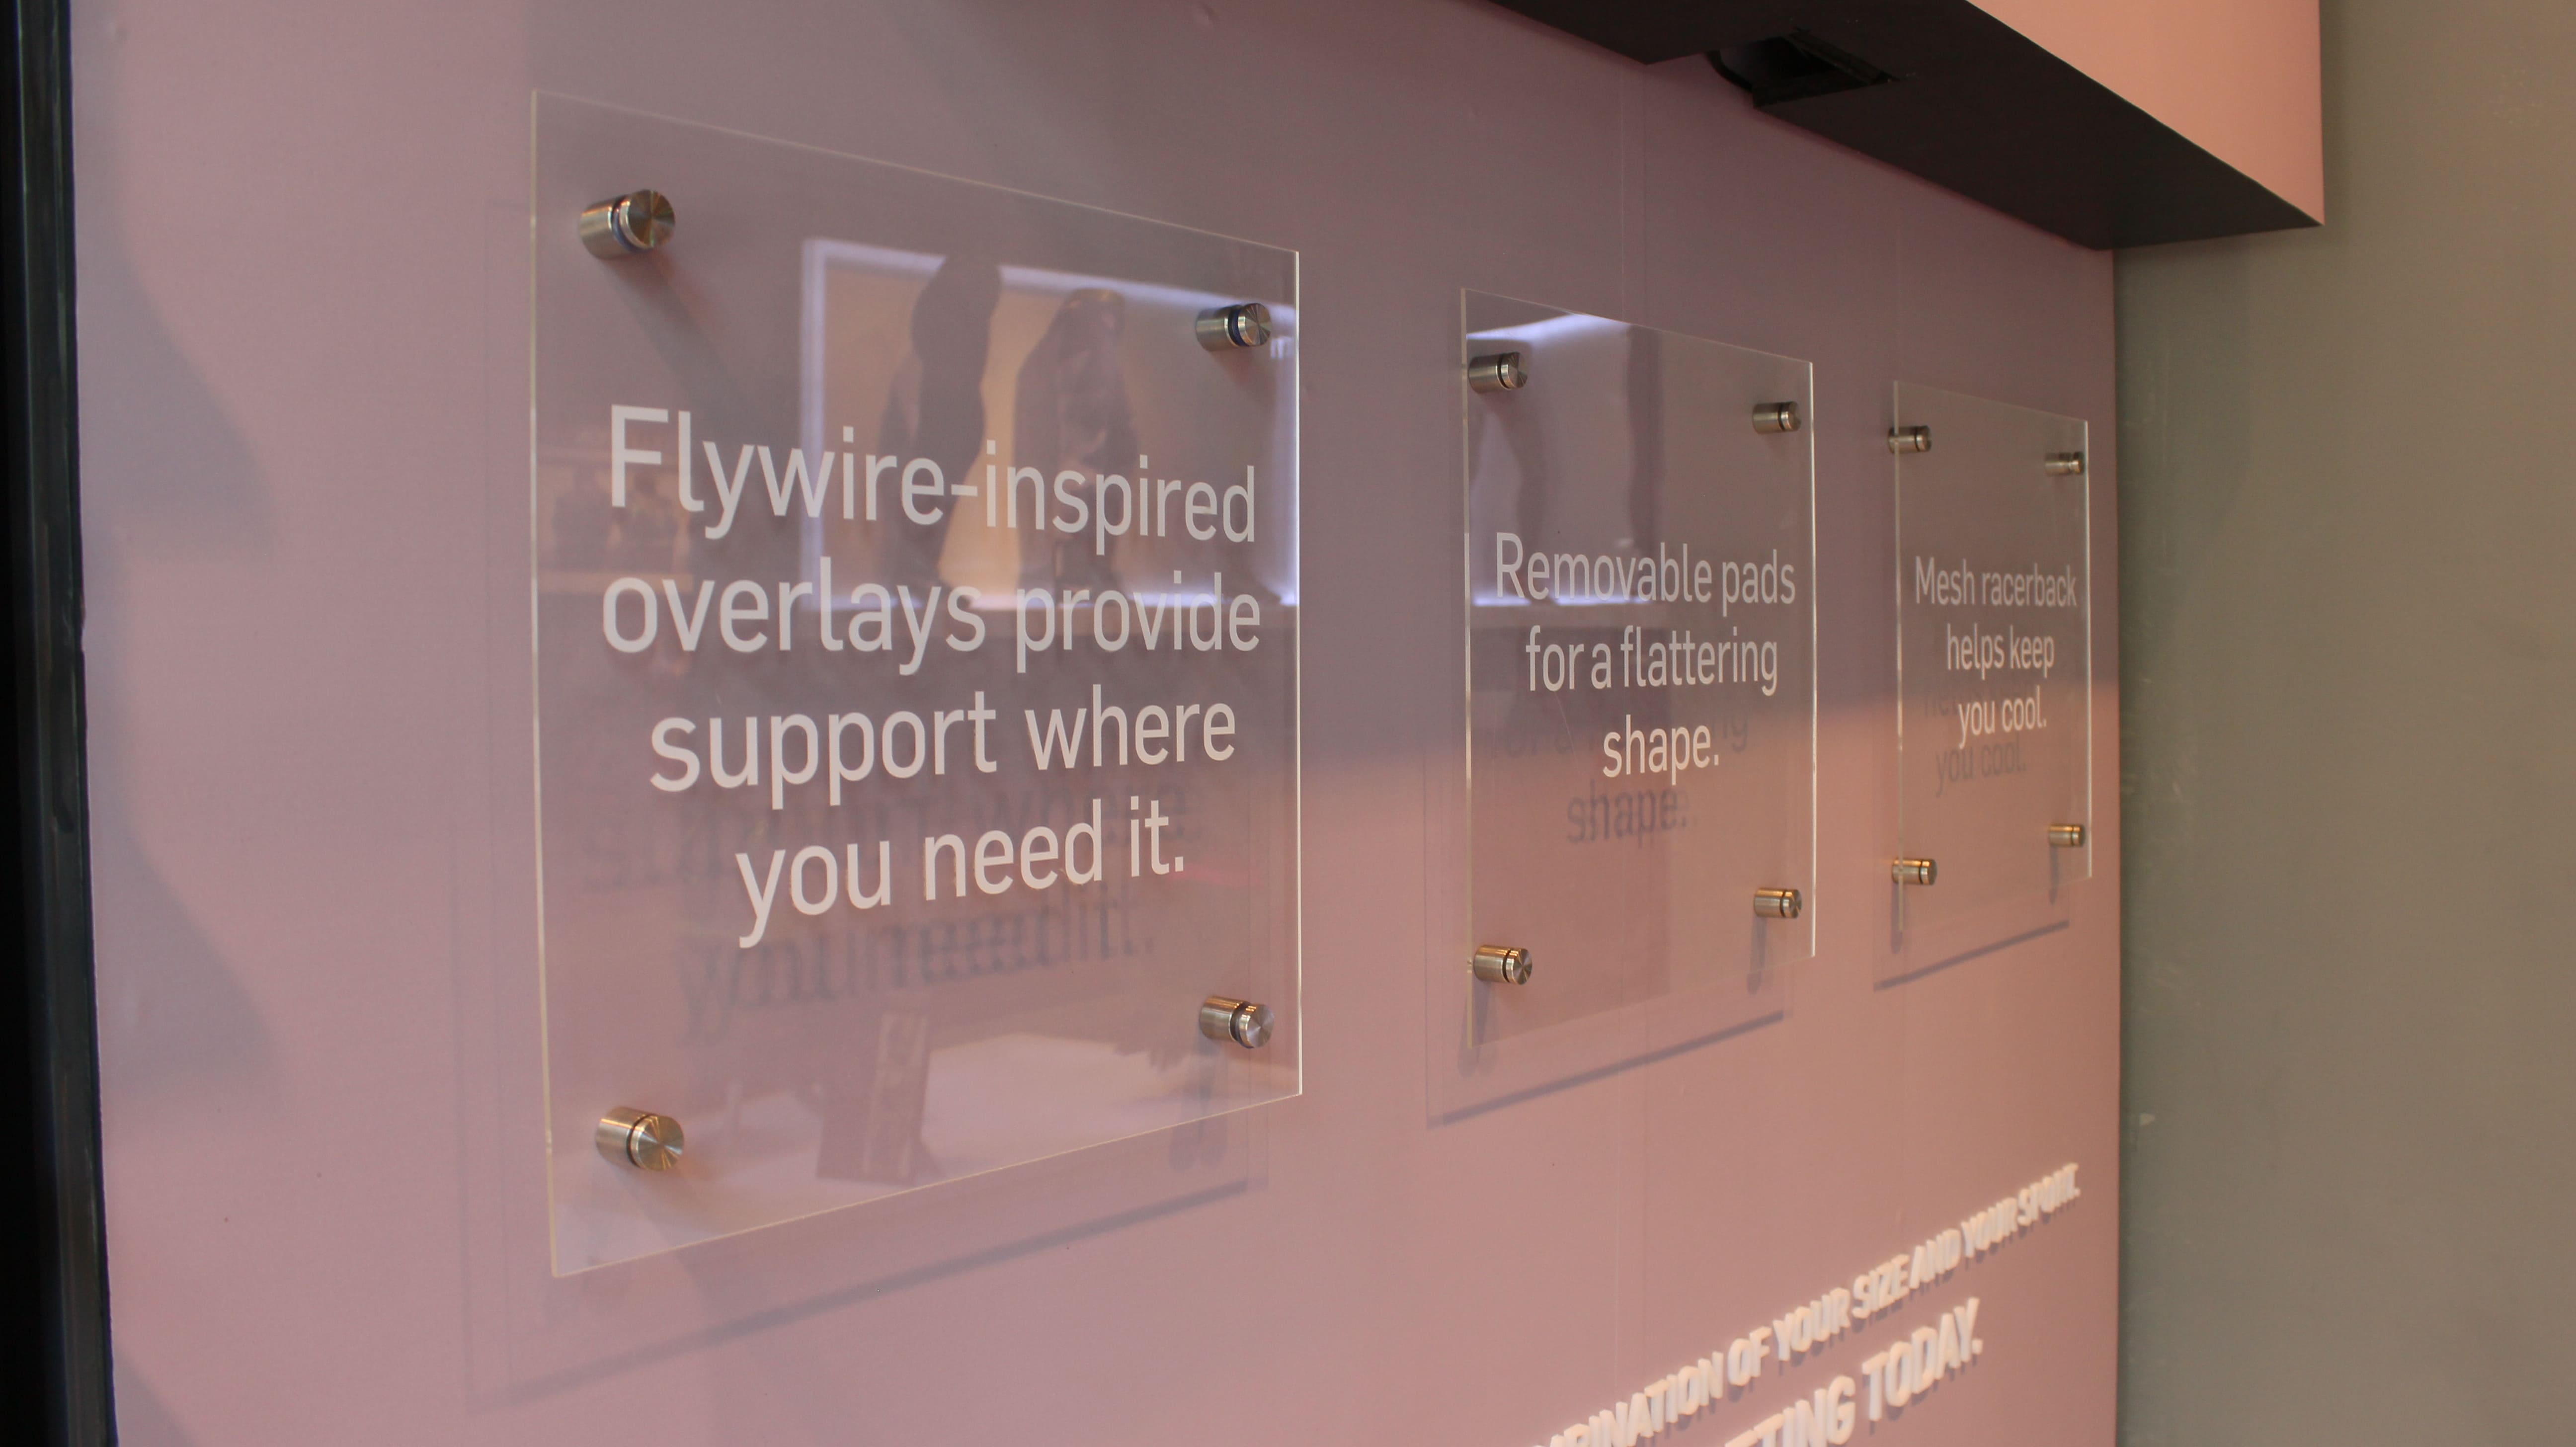 Flywire-inspired
overlays provide
support where
you need it.
Removable pads
for a flattering
shape.
Mesh racerback
helps keep
you cool.
OF YOUR SIZE AND YOUR SPORT.
TODAY.